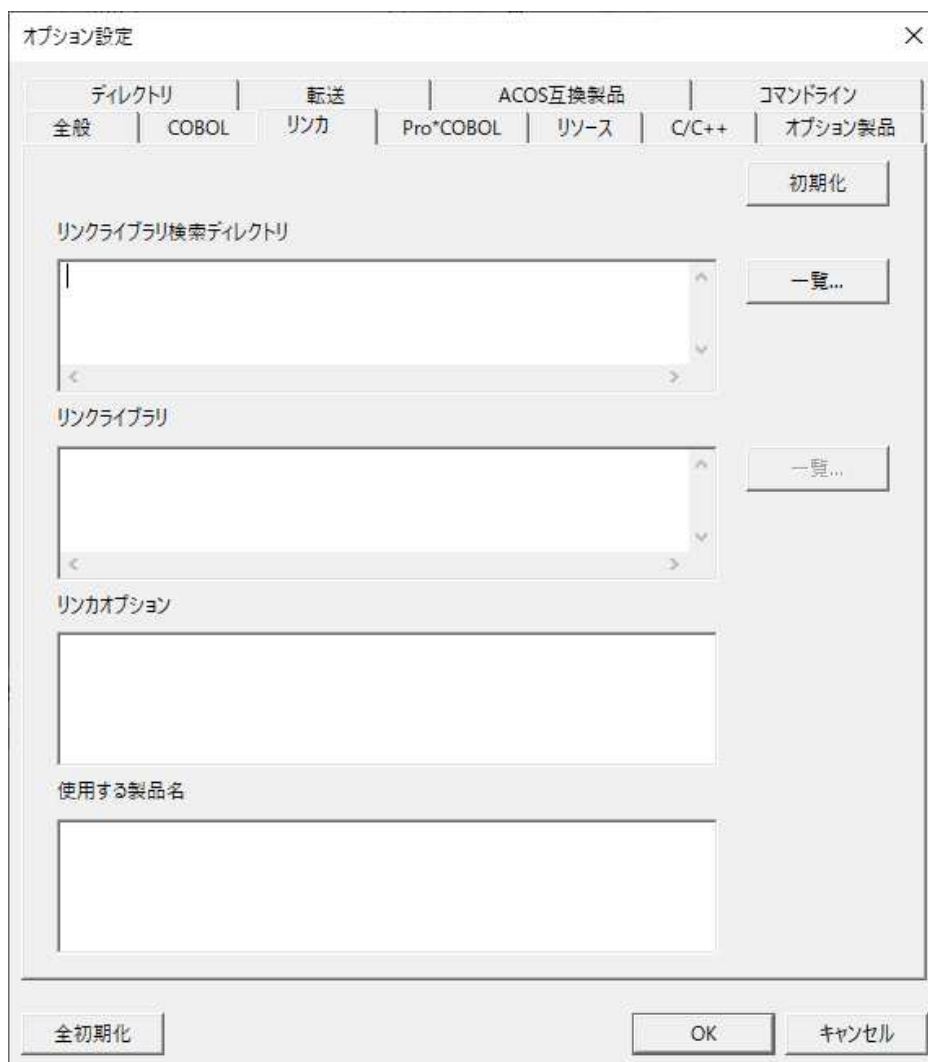 オプション設定
ディレクトリ 転送 ACOS互換製品 コマンドライン
全般 COBOL リンカ Pro*COBOL リソース C/C++ オプション製品
初期化
リンクライブラリ検索ディレクトリ
一覧...
リンクライブラリ
一覧...
リンカオプション
使用する製品名
全初期化 OK キャンセル